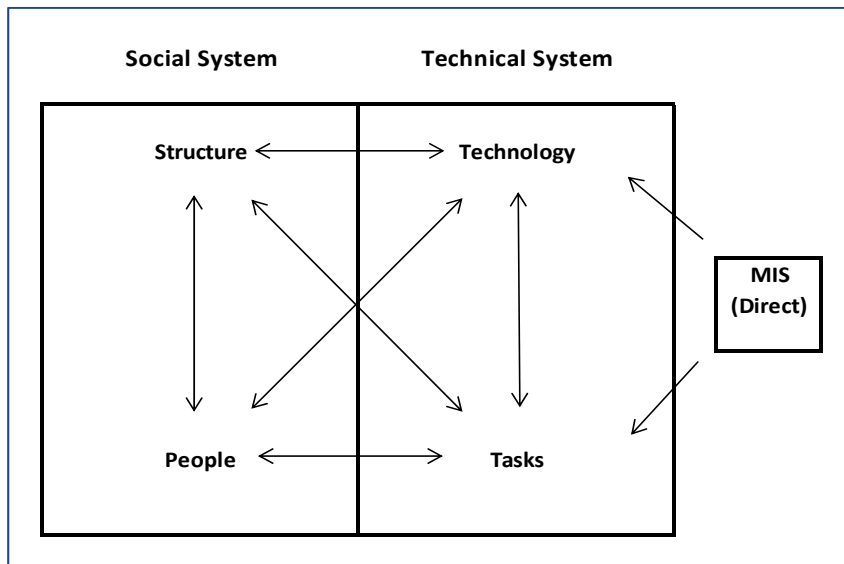 Social System
Technical System
Structure
Technology
MIS
(Direct)
People
Tasks